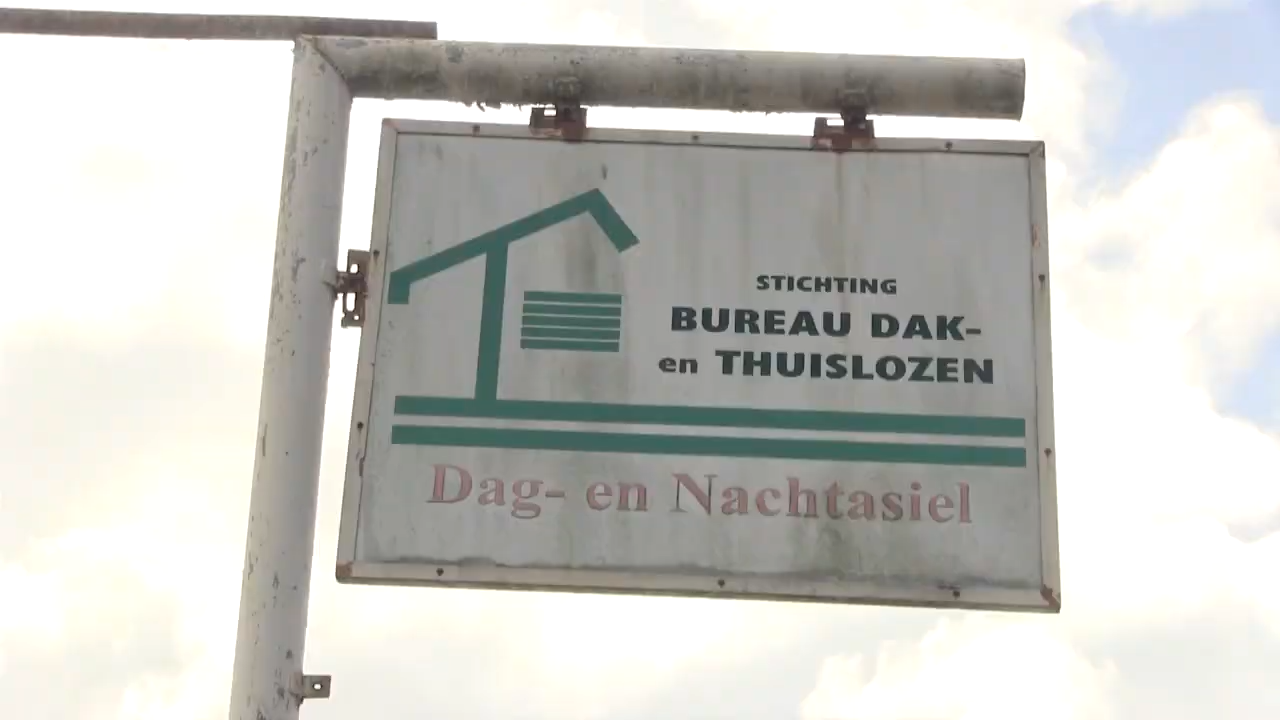 STICHTING
BUREAU DAK-
en THUISLOZEN
Dag- en Nachtasiel